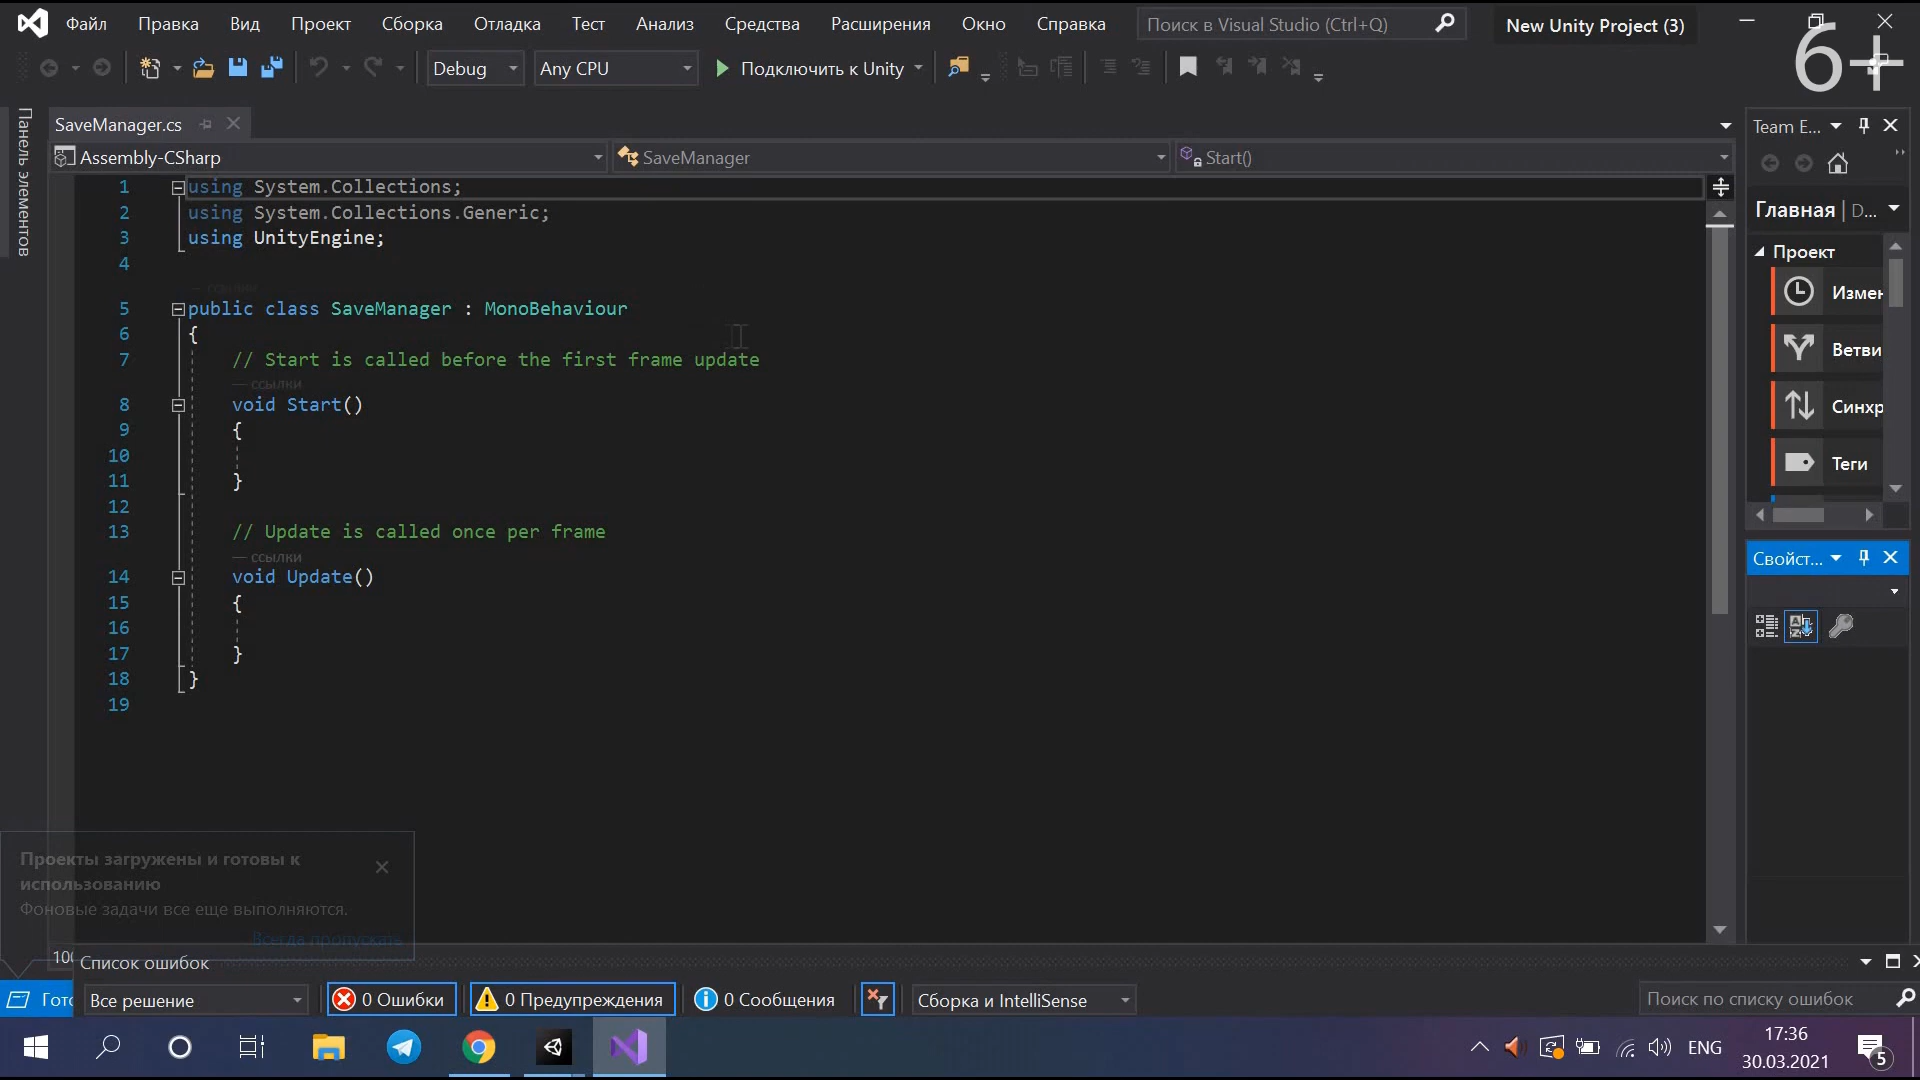 Файл Правка Вид Проект Сборка Отладка Тест Анализ Средства Расширения Окно Справка Поиск в Visual Studio (Ctrl+Q) New Unity Project (3)
6+
Debug Any CPU Подключить к Unity
Панель элементов
SaveManager.cs
Assembly-CSharp SaveManager Start()
1 using System.Collections;
2 using System.Collections.Generic;
3 using UnityEngine;
4
ссылки
5 public class SaveManager : MonoBehaviour
6 {
7 // Start is called before the first frame update
— ссылки
8 void Start()
9 {
10
11 }
12
13 // Update is called once per frame
— ссылки
14 void Update()
15 {
16
17 }
18 }
19
Team E...
Главная D...
Проект
Измен
Ветви
Синхр
Теги
Свойст...
Проекты загружены и готовы к
использованию
Фоновые задачи все еще выполняются.
Всегда пропускать
100
Список ошибок
Гото
Все решение 0 Ошибки 0 Предупреждения 0 Сообщения Сборка и IntelliSense Поиск по списку ошибок
ENG
17:36
30.03.2021
5